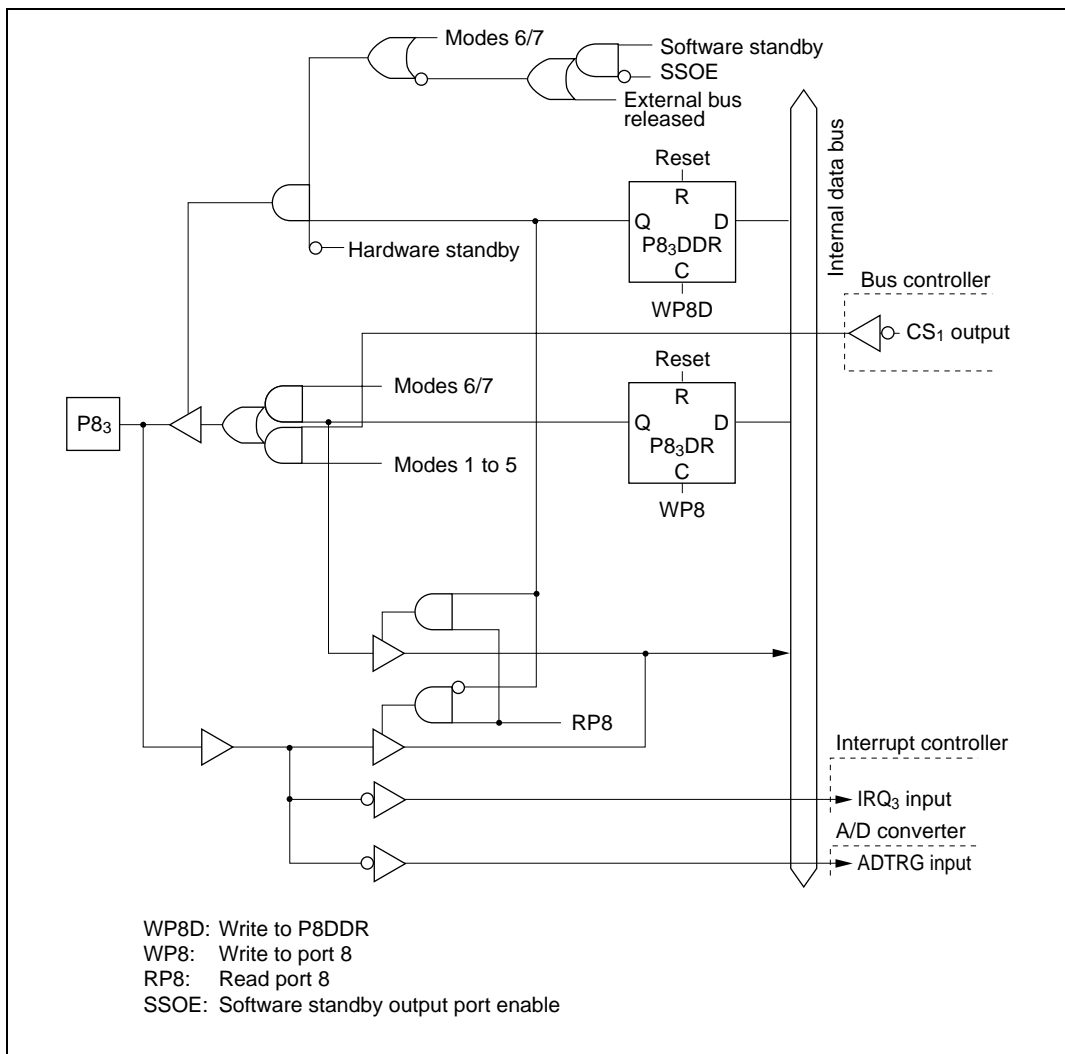 Modes 6/7
Software standby
SSOE
External bus
released
Internal data bus
Reset
R
Q D
P8₃DDR
C
WP8D
Hardware standby
Bus controller
CS₁ output
Reset
R
Q D
P8₃DR
C
WP8
Modes 6/7
P8₃
Modes 1 to 5
RP8
Interrupt controller
IRQ₃ input
A/D converter
ADTRG input
WP8D: Write to P8DDR
WP8: Write to port 8
RP8: Read port 8
SSOE: Software standby output port enable